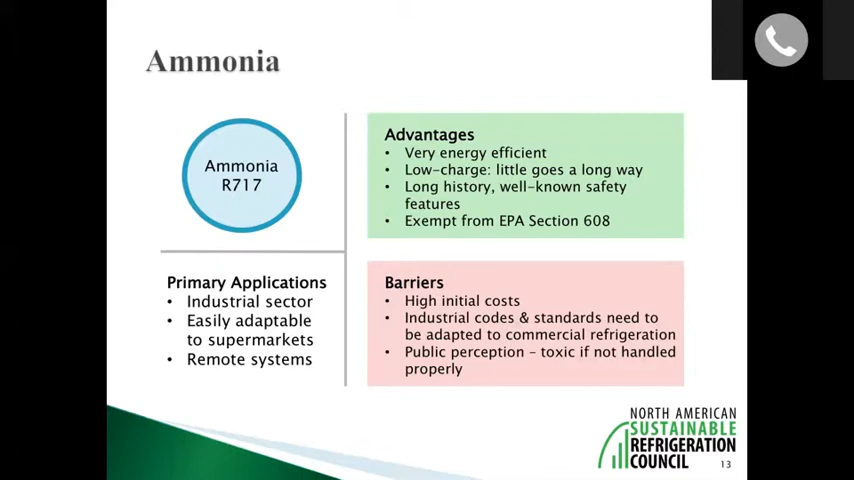 Ammonia
Ammonia
R717
Advantages
• Very energy efficient
• Low-charge: little goes a long way
• Long history, well-known safety
features
• Exempt from EPA Section 608
Primary Applications
• Industrial sector
• Easily adaptable
to supermarkets
• Remote systems
Barriers
• High initial costs
• Industrial codes & standards need to
be adapted to commercial refrigeration
• Public perception – toxic if not handled
properly
NORTH AMERICAN
SUSTAINABLE
REFRIGERATION
COUNCIL
13